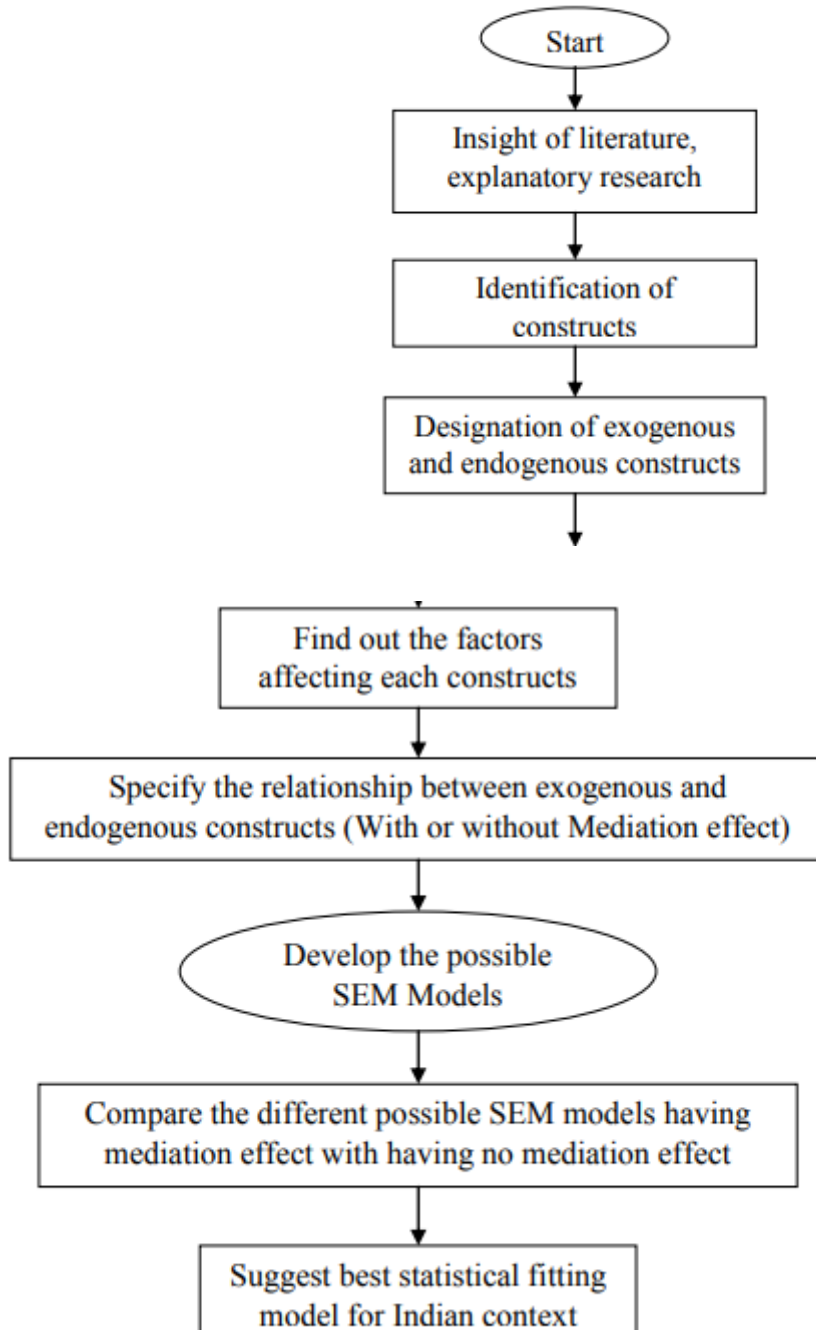 Start
Insight of literature,
explanatory research
Identification of
constructs
Designation of exogenous
and endogenous constructs
Find out the factors
affecting each constructs
Specify the relationship between exogenous and
endogenous constructs (With or without Mediation effect)
Develop the possible
SEM Models
Compare the different possible SEM models having
mediation effect with having no mediation effect
Suggest best statistical fitting
model for Indian context